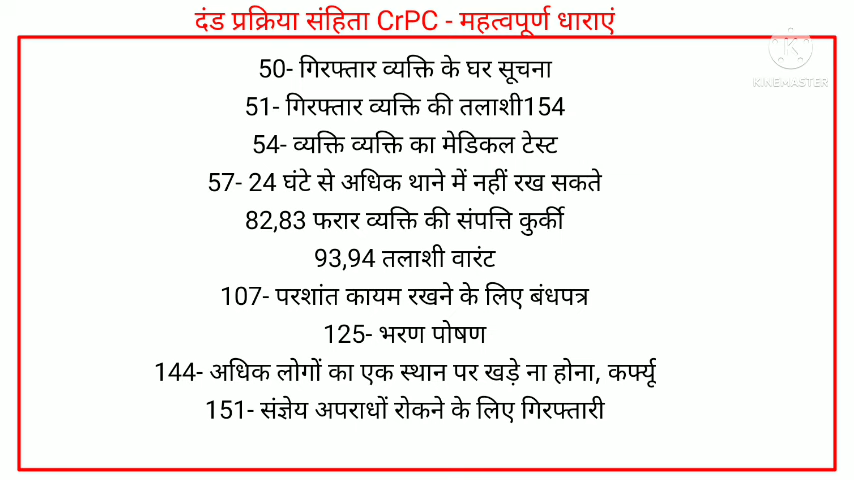 दंड प्रक्रिया संहिता CrPC - महत्वपूर्ण धाराएं
K
KINEMASTER
50- गिरफ्तार व्यक्ति के घर सूचना
51- गिरफ्तार व्यक्ति की तलाशी154
54- व्यक्ति व्यक्ति का मेडिकल टेस्ट
57- 24 घंटे से अधिक थाने में नहीं रख सकते
82,83 फरार व्यक्ति की संपत्ति कुर्की
93,94 तलाशी वारंट
107- परशांत कायम रखने के लिए बंधपत्र
125- भरण पोषण
144- अधिक लोगों का एक स्थान पर खड़े ना होना, कर्फ्यू
151- संज्ञेय अपराधों रोकने के लिए गिरफ्तारी